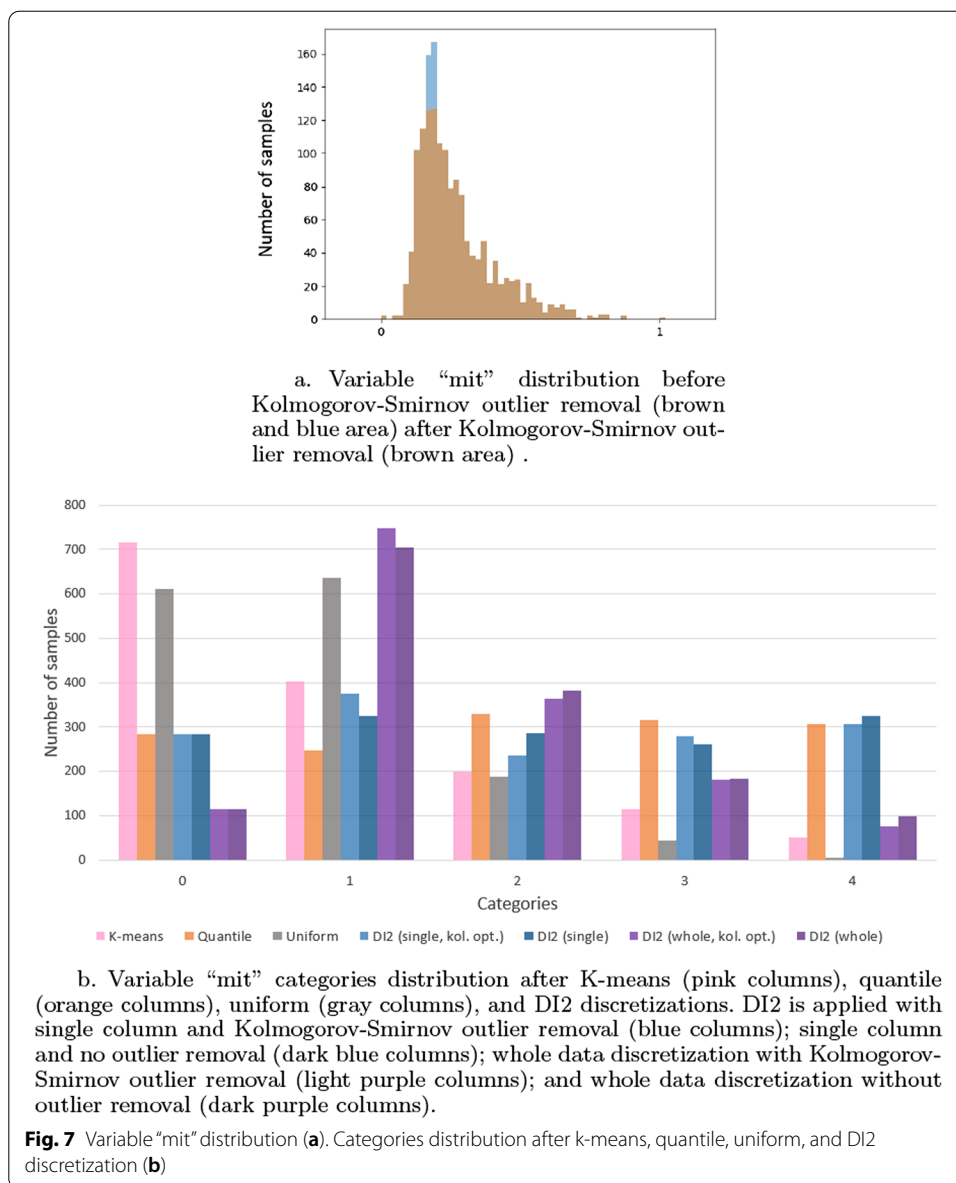 160
140
120
100
80
60
40
20
0
Number of samples
0 1
a. Variable “mit” distribution before
Kolmogorov-Smirnov outlier removal (brown
and blue area) after Kolmogorov-Smirnov out-
lier removal (brown area) .
800
700
600
500
400
300
200
100
0
Number of samples
0 1 2 3 4
Categories
K-means Quantile Uniform DI2 (single, kol. opt.) DI2 (single) DI2 (whole, kol. opt.) DI2 (whole)
b. Variable “mit” categories distribution after K-means (pink columns), quantile
(orange columns), uniform (gray columns), and DI2 discretizations. DI2 is applied with
single column and Kolmogorov-Smirnov outlier removal (blue columns); single column
and no outlier removal (dark blue columns); whole data discretization with Kolmogorov-
Smirnov outlier removal (light purple columns); and whole data discretization without
outlier removal (dark purple columns).
Fig. 7 Variable “mit” distribution (a). Categories distribution after k-means, quantile, uniform, and DI2
discretization (b)